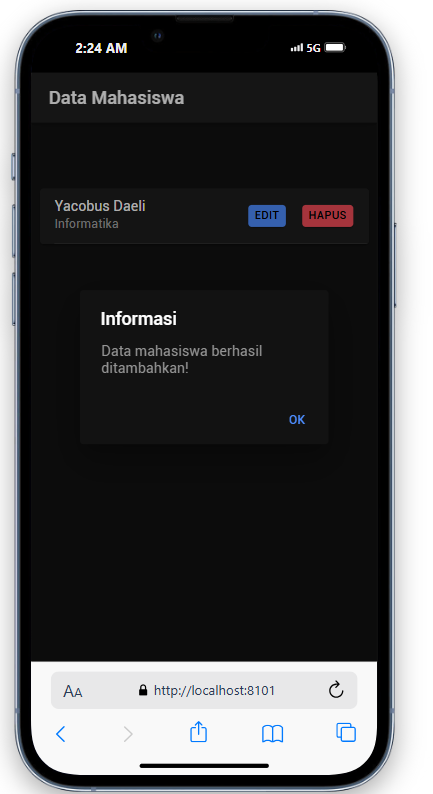 2:24 AM 5G
Data Mahasiswa
Yacobus Daeli
Informatika
EDIT HAPUS
Informasi
Data mahasiswa berhasil
ditambahkan!
OK
AA http://localhost:8101